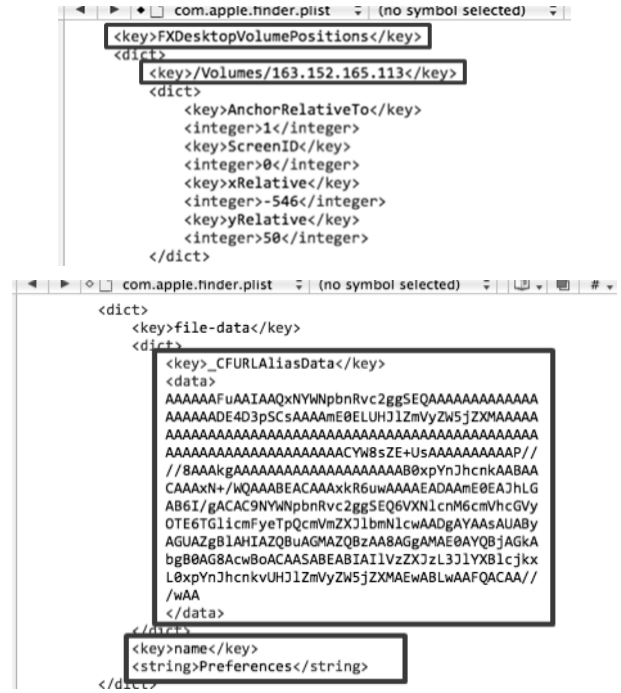 com.apple.finder.plist (no symbol selected)
<key>FXDesktopVolumePositions</key>
<dict>
<key>/Volumes/163.152.165.113</key>
<dict>
<key>AnchorRelativeTo</key>
<integer>1</integer>
<key>ScreenID</key>
<integer>0</integer>
<key>xRelative</key>
<integer>-546</integer>
<key>yRelative</key>
<integer>50</integer>
</dict>
com.apple.finder.plist (no symbol selected) #
<dict>
<key>file-data</key>
<dict>
<key>_CFURLAliasData</key>
<data>
AAAAAAFuAAIAAQxNYWNpbnRvc2ggSEQAAAAAAAAAAAAA
AAAAAADE4D3pSCsAAAAmE0ELUHJlZmVyZW5jZXMAAAAA
AAAAAAAAAAAAAAAAAAAAAAAAAAAAAAAAAAAAAAAAAAAA
AAAAAAAAAAAAAAAAAAAAACYW8sZE+UsAAAAAAAAAAP//
//8AAAkgAAAAAAAAAAAAAAAAAAAAB0xpYnJhcnkAABAA
CAAAxN+/WQAAABEACAAAxkR6uwAAAAEADAAmE0EAJhLG
AB6I/gACAC9NYWNpbnRvc2ggSEQ6VXNlcnM6cmVhcGVy
OTE6TGlicmFyeTpQcmVmZXJlbmNlcwAADgAYAAsAUABy
AGUAZgBlAHIAZQBuAGMAZQBzAA8AGgAMAE0AYQBjAGkA
bgB0AG8AcwBoACAASABEABIAIlVzZXJzL3JlYXBlcjkx
L0xpYnJhcnkvUHJlZmVyZW5jZXMAEwABLwAAFQACAA//
/wAA
</data>
</dict>
<key>name</key>
<string>Preferences</string>
</dict>